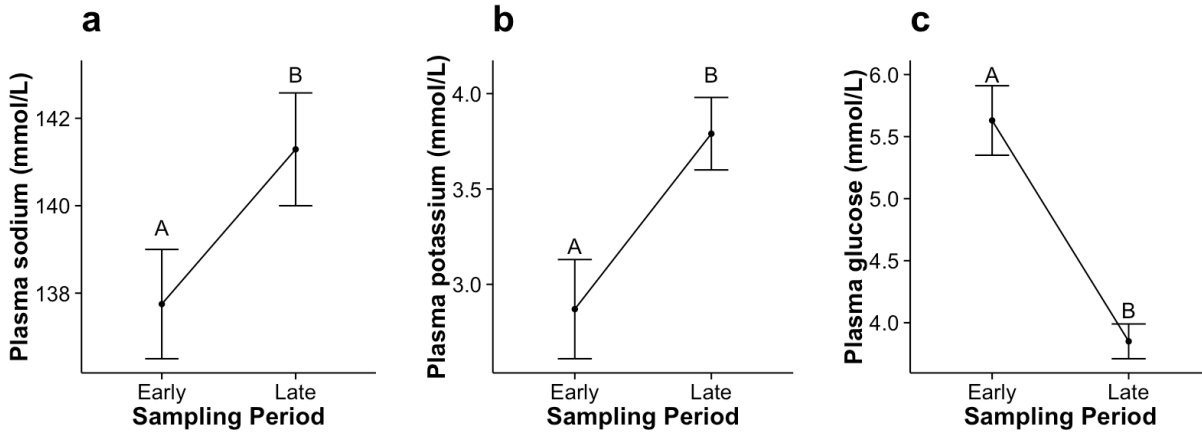 a
Plasma sodium (mmol/L)
142
140
138
A
B
Early
Late
Sampling Period
b
Plasma potassium (mmol/L)
4.0
3.5
3.0
A
B
Early
Late
Sampling Period
c
Plasma glucose (mmol/L)
6.0
5.5
5.0
4.5
4.0
A
B
Early
Late
Sampling Period